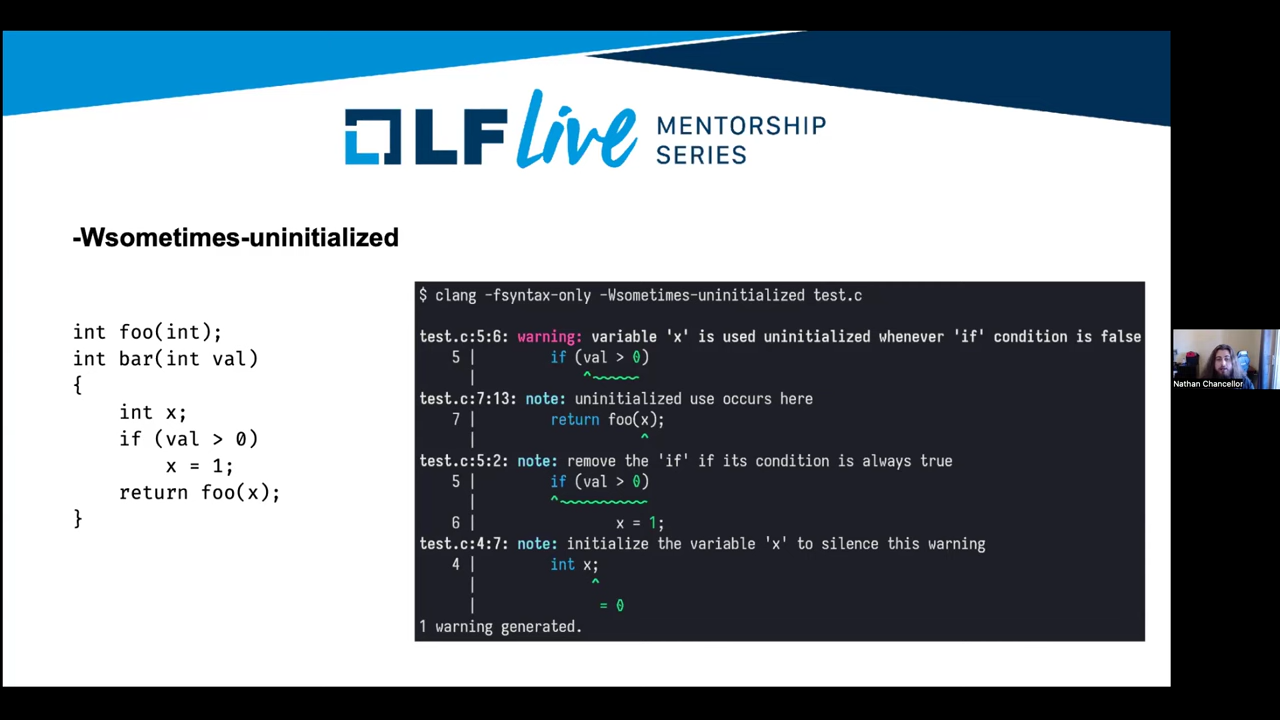 LF Live MENTORSHIP
SERIES
-Wsometimes-uninitialized
int foo(int);
int bar(int val)
{
int x;
if (val > 0)
x = 1;
return foo(x);
}
$ clang -fsyntax-only -Wsometimes-uninitialized test.c
test.c:5:6: warning: variable 'x' is used uninitialized whenever 'if' condition is false
5 | if (val > 0)
| ^~~~~~~
test.c:7:13: note: uninitialized use occurs here
7 | return foo(x);
| ^
test.c:5:2: note: remove the 'if' if its condition is always true
5 | if (val > 0)
| ^~~~~~~~~~~~
6 | x = 1;
test.c:4:7: note: initialize the variable 'x' to silence this warning
4 | int x;
| ^
| = 0
1 warning generated.
Nathan Chancellor